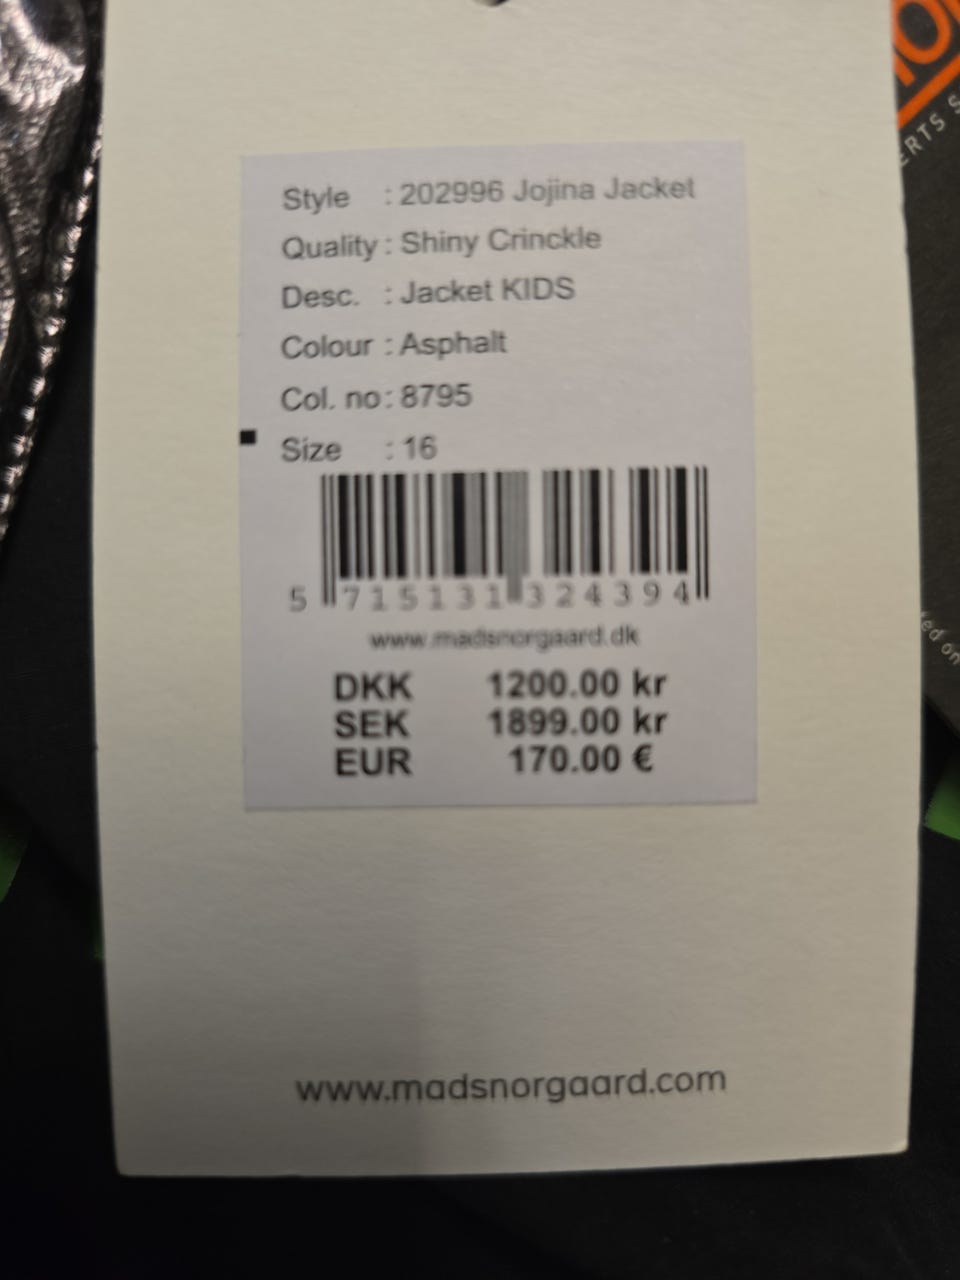 Style : 202996 Jojina Jacket
Quality : Shiny Crinckle
Desc. : Jacket KIDS
Colour : Asphalt
Col. no : 8795
Size : 16
5 715131 324394
www.madsnorgaard.dk
DKK 1200.00 kr
SEK 1899.00 kr
EUR 170.00 €
www.madsnorgaard.com